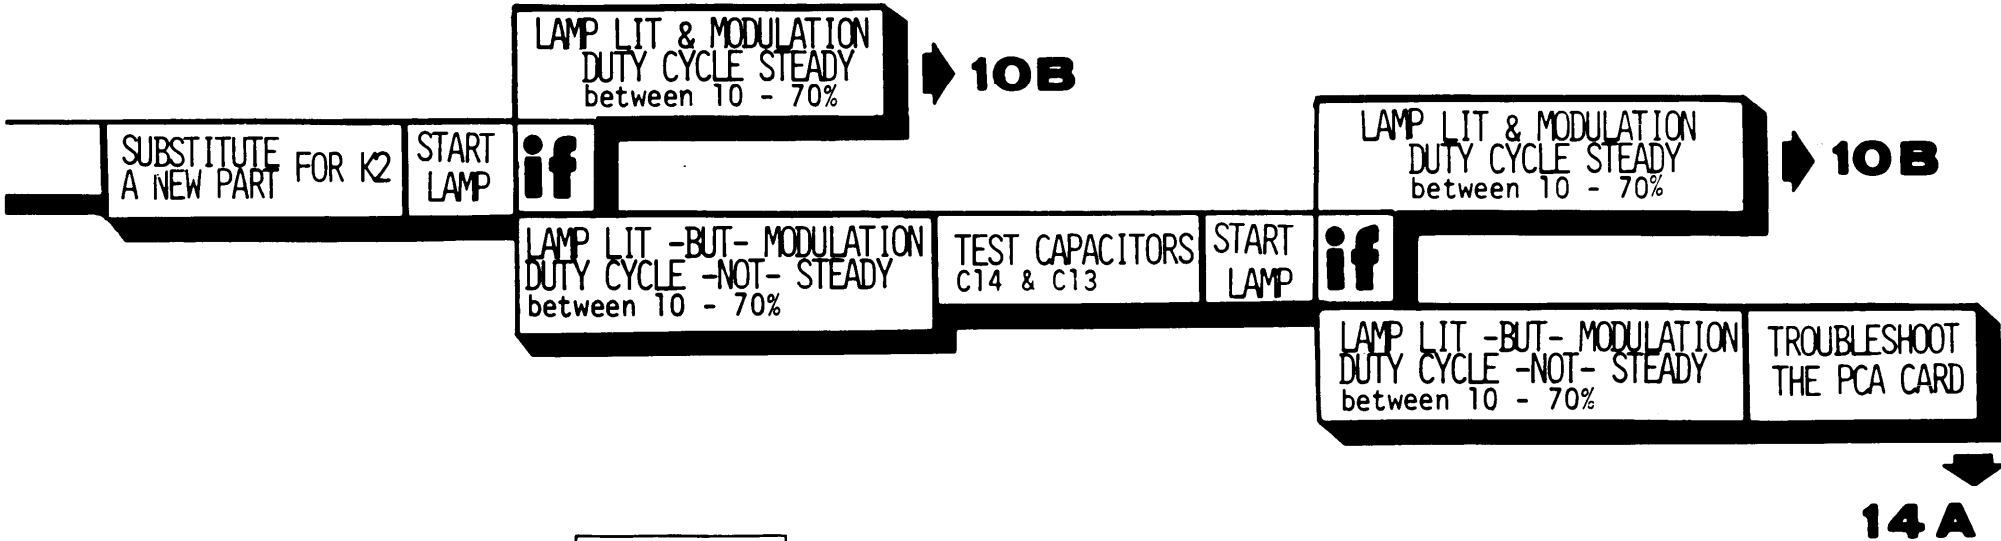 LAMP LIT & MODULATION
DUTY CYCLE STEADY
between 10 - 70%
10B
SUBSTITUTE
A NEW PART FOR K2
START
LAMP
if
LAMP LIT -BUT- MODULATION
DUTY CYCLE -NOT- STEADY
between 10 - 70%
TEST CAPACITORS
C14 & C13
START
LAMP
if
LAMP LIT & MODULATION
DUTY CYCLE STEADY
between 10 - 70%
10B
LAMP LIT -BUT- MODULATION
DUTY CYCLE -NOT- STEADY
between 10 - 70%
TROUBLESHOOT
THE PCA CARD
14A